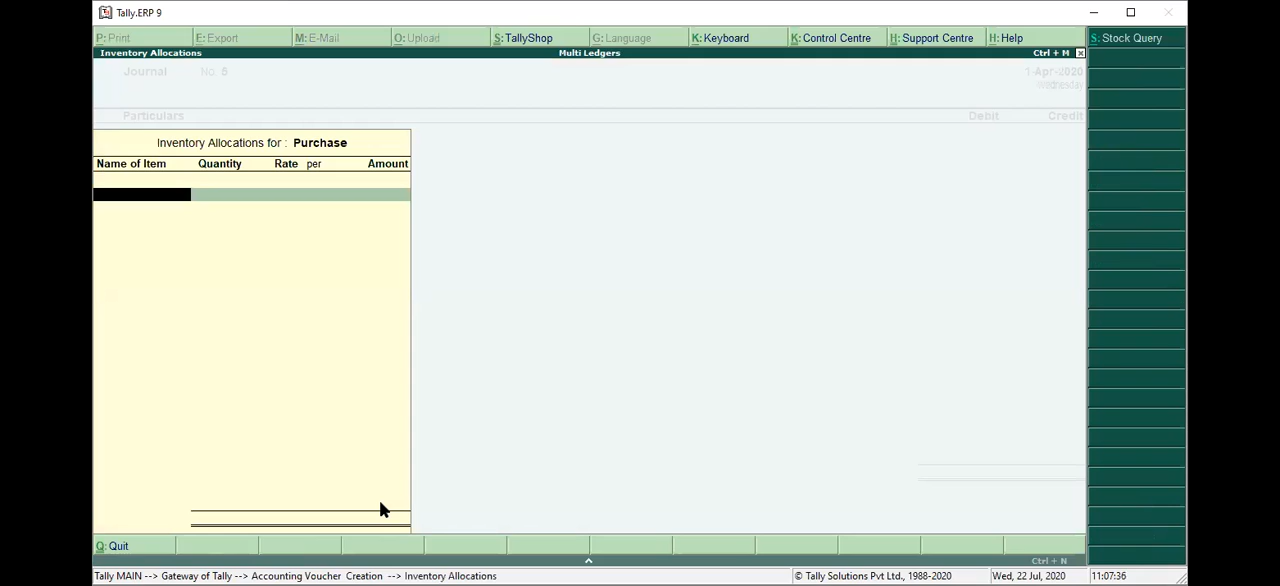 Tally.ERP 9
P: Print E: Export M: E-Mail O: Upload S: TallyShop G: Language K: Keyboard K: Control Centre H: Support Centre H: Help S: Stock Query
Inventory Allocations Multi Ledgers Ctrl + M
Journal No. 5 1-Apr-2020
Wednesday
Particulars Debit Credit
Inventory Allocations for : Purchase
Name of Item Quantity Rate per Amount
Q: Quit
Ctrl + N
Tally MAIN --> Gateway of Tally --> Accounting Voucher Creation --> Inventory Allocations © Tally Solutions Pvt Ltd., 1988-2020 Wed, 22 Jul, 2020 11:07:36